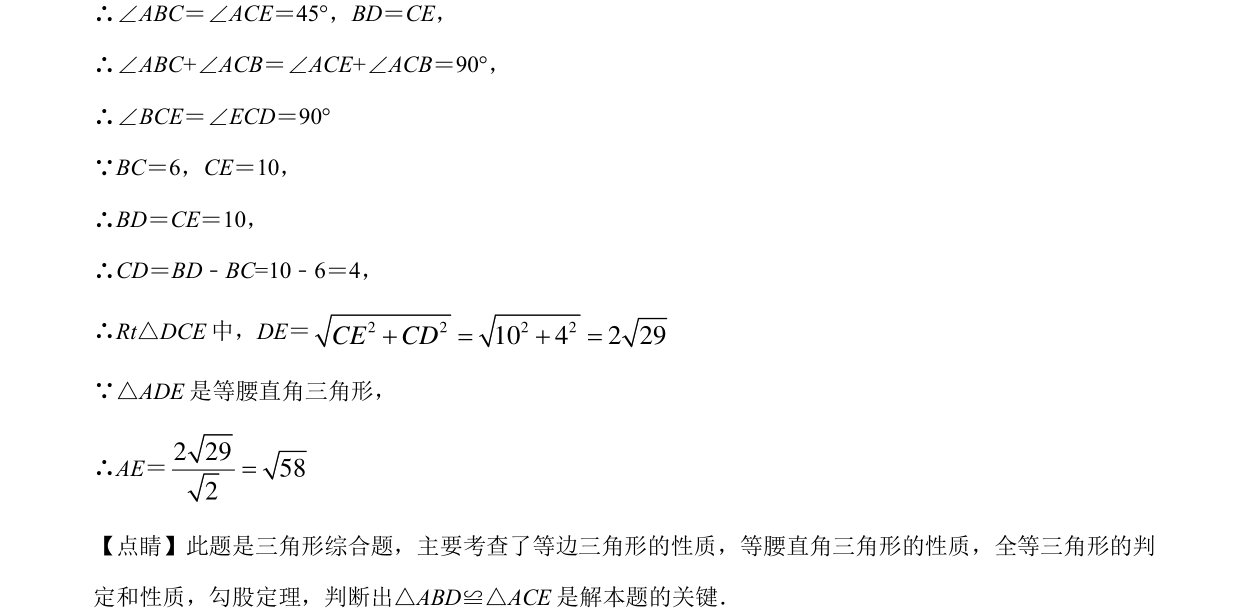 ∴∠ABC＝∠ACE＝45°，BD＝CE，
∴∠ABC+∠ACB＝∠ACE+∠ACB＝90°，
∴∠BCE＝∠ECD＝90°
∵BC＝6，CE＝10，
∴BD＝CE＝10，
∴CD＝BD﹣BC=10﹣6＝4，
∴Rt△DCE 中，DE＝√(CE²+CD²)=√(10²+4²)=2√29
∵△ADE 是等腰直角三角形，
∴AE＝2√29/√2=√58
【点睛】此题是三角形综合题，主要考查了等边三角形的性质，等腰直角三角形的性质，全等三角形的判
定和性质，勾股定理，判断出△ABD≌△ACE 是解本题的关键．